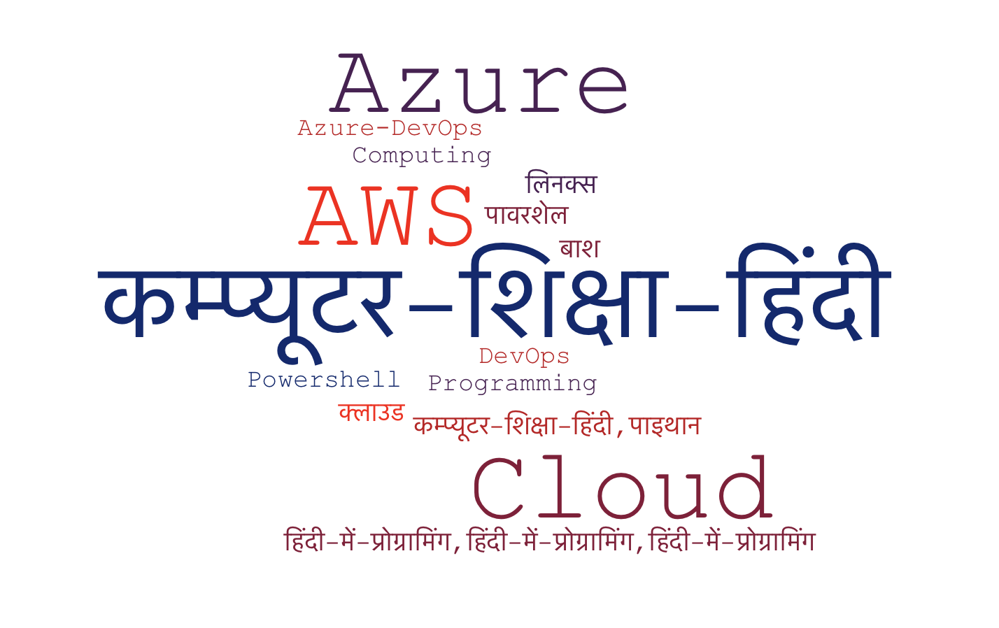 Azure
Azure-DevOps
Computing
लिनक्स
AWS
पावरशेल
बाश
कम्प्यूटर-शिक्षा-हिंदी
DevOps
Powershell
Programming
क्लाउड
कम्प्यूटर-शिक्षा-हिंदी,पाइथान
Cloud
हिंदी-में-प्रोग्रामिंग,हिंदी-में-प्रोग्रामिंग,हिंदी-में-प्रोग्रामिंग